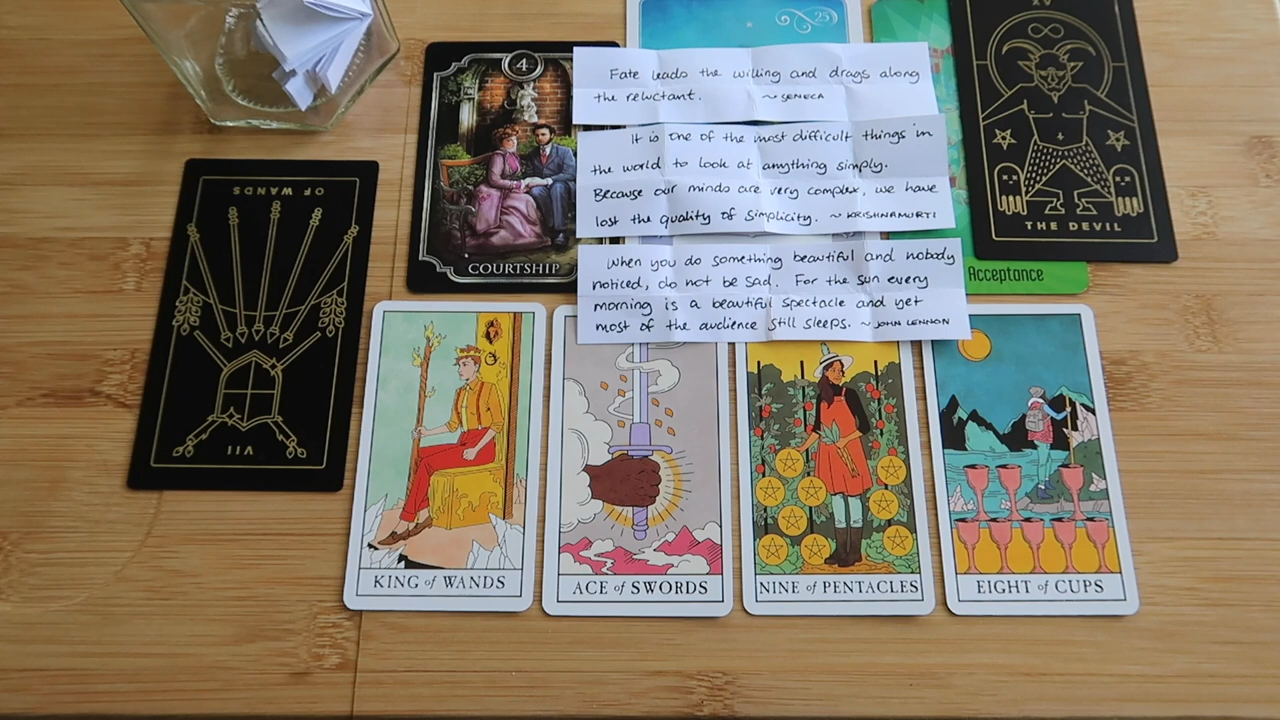 25
XV
4
THE DEVIL
Fate leads the willing and drags along
the reluctant. ~ SENECA
It is one of the most difficult things in
the world to look at anything simply.
Because our minds are very complex, we have
lost the quality of simplicity. ~ KRISHNAMURTI
When you do something beautiful and nobody
noticed, do not be sad. For the sun every
morning is a beautiful spectacle and yet
most of the audience still sleeps. ~ JOHN LENNON
OF WANDS
VII
COURTSHIP
Acceptance
KING of WANDS
ACE of SWORDS
NINE of PENTACLES
EIGHT of CUPS